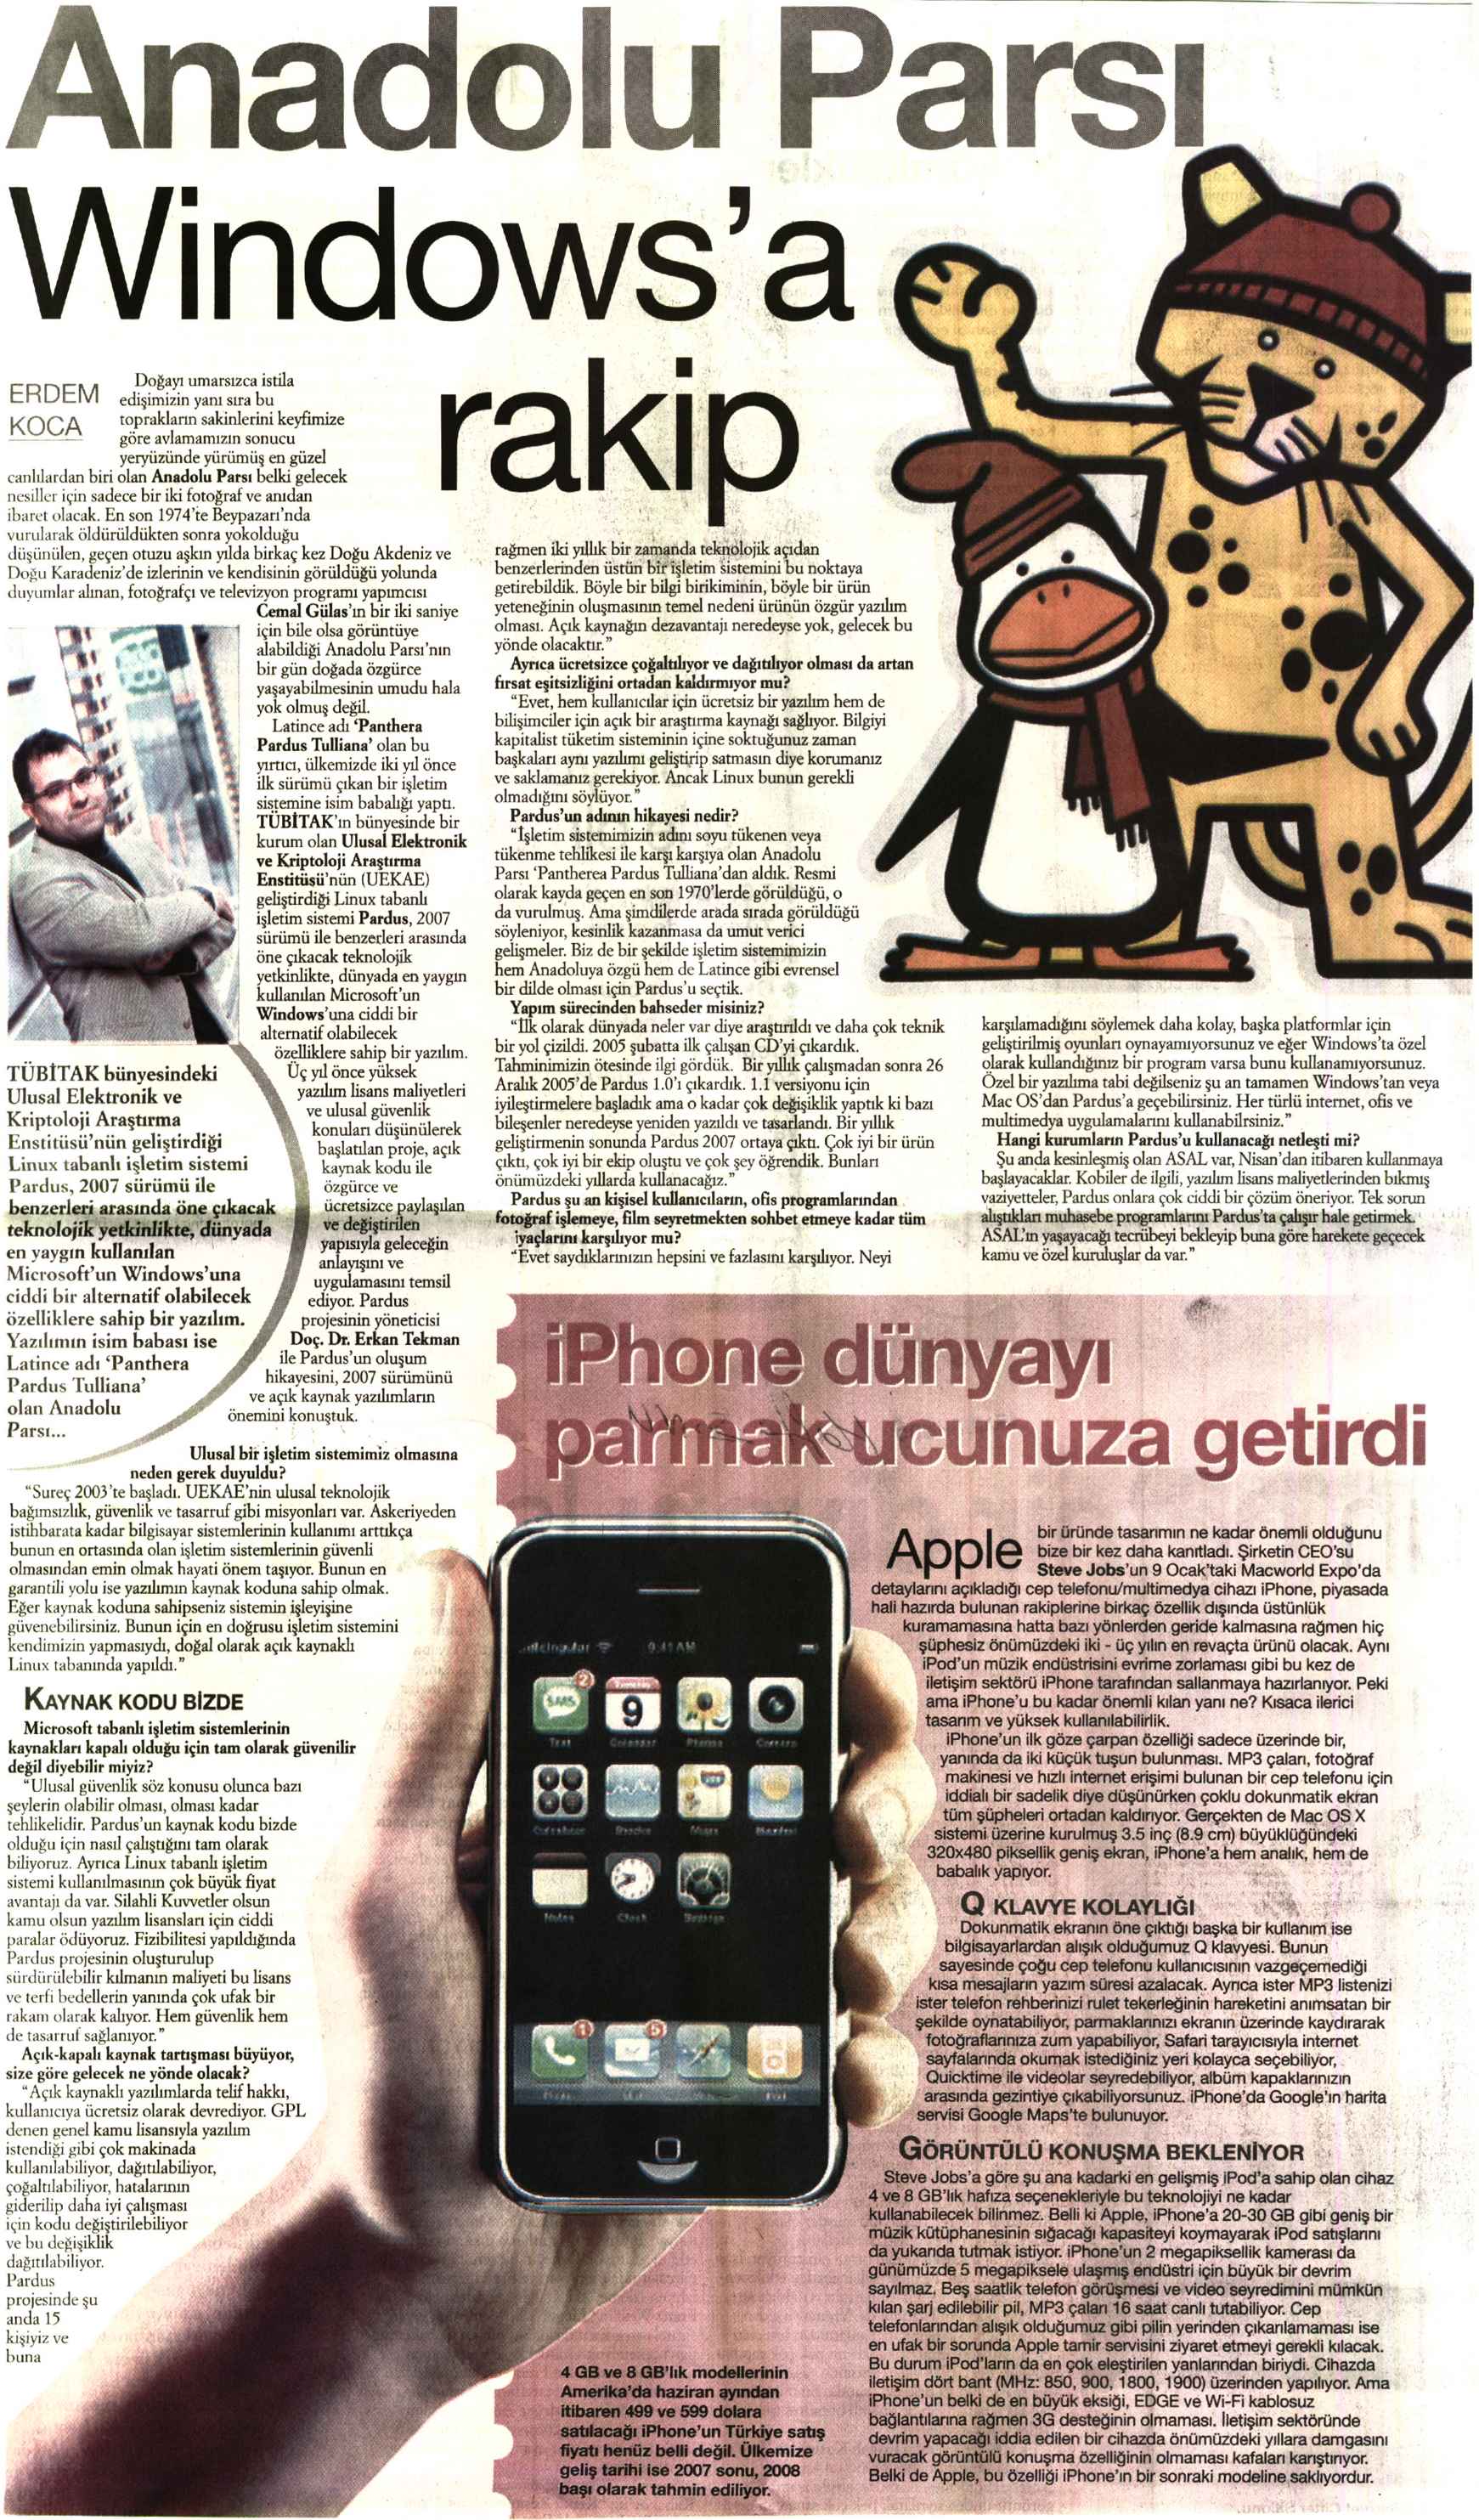 Anadolu Parsı
Windows'a
rakip
ERDEM
KOCA
Doğayı umarsızca istila
edişimizin yanı sıra bu
toprakların sakinlerini keyfimize
göre avlamamızın sonucu
yeryüzünde yürümüş en güzel
canlılardan biri olan Anadolu Parsı belki gelecek
nesiller için sadece bir iki fotoğraf ve anıdan
ibaret olacak. En son 1974'te Beypazarı'nda
vurularak öldürüldükten sonra yokolduğu
düşünülen, geçen otuzu aşkın yılda birkaç kez Doğu Akdeniz ve
Doğu Karadeniz'de izlerinin ve kendisinin görüldüğü yolunda
duyumlar alınan, fotoğrafçı ve televizyon programı yapımcısı
Cemal Gülas'ın bir iki saniye
için bile olsa görüntüye
alabildiği Anadolu Parsı'nın
bir gün doğada özgürce
yaşayabilmesinin umudu hala
yok olmuş değil.
Latince adı 'Panthera
Pardus Tulliana' olan bu
yırtıcı, ülkemizde iki yıl önce
ilk sürümü çıkan bir işletim
sistemine isim babalığı yaptı.
TÜBİTAK'ın bünyesinde bir
kurum olan Ulusal Elektronik
ve Kriptoloji Araştırma
Enstitüsü'nün (UEKAE)
geliştirdiği Linux tabanlı
işletim sistemi Pardus, 2007
sürümü ile benzerleri arasında
öne çıkacak teknolojik
yetkinlikte, dünyada en yaygın
kullanılan Microsoft'un
Windows'una ciddi bir
alternatif olabilecek
özelliklere sahip bir yazılım.
Üç yıl önce yüksek
yazılım lisans maliyetleri
ve ulusal güvenlik
konuları düşünülerek
başlatılan proje, açık
kaynak kodu ile
özgürce ve
ücretsizce paylaşılan
ve değiştirilen
yapısıyla geleceğin
anlayışını ve
uygulamasını temsil
ediyor. Pardus
projesinin yöneticisi
Doç. Dr. Erkan Tekman
ile Pardus'un oluşum
hikayesini, 2007 sürümünü
ve açık kaynak yazılımların
önemini konuştuk.
TÜBİTAK bünyesindeki
Ulusal Elektronik ve
Kriptoloji Araştırma
Enstitüsü'nün geliştirdiği
Linux tabanlı işletim sistemi
Pardus, 2007 sürümü ile
benzerleri arasında öne çıkacak
teknolojik yetkinlikte, dünyada
en yaygın kullanılan
Microsoft'un Windows'una
ciddi bir alternatif olabilecek
özelliklere sahip bir yazılım.
Yazılımın isim babası ise
Latince adı 'Panthera
Pardus Tulliana'
olan Anadolu
Parsı...
Ulusal bir işletim sistemimiz olmasına
neden gerek duyuldu?
"Sureç 2003'te başladı. UEKAE'nin ulusal teknolojik
bağımsızlık, güvenlik ve tasarruf gibi misyonları var. Askeriyeden
istihbarata kadar bilgisayar sistemlerinin kullanımı arttıkça
bunun en ortasında olan işletim sistemlerinin güvenli
olmasından emin olmak hayati önem taşıyor. Bunun en
garantili yolu ise yazılımın kaynak koduna sahip olmak.
Eğer kaynak koduna sahipseniz sistemin işleyişine
güvenebilirsiniz. Bunun için en doğrusu işletim sistemini
kendimizin yapmasıydı, doğal olarak açık kaynaklı
Linux tabanında yapıldı."
KAYNAK KODU BİZDE
Microsoft tabanlı işletim sistemlerinin
kaynakları kapalı olduğu için tam olarak güvenilir
değil diyebilir miyiz?
"Ulusal güvenlik söz konusu olunca bazı
şeylerin olabilir olması, olması kadar
tehlikelidir. Pardus'un kaynak kodu bizde
olduğu için nasıl çalıştığını tam olarak
biliyoruz. Ayrıca Linux tabanlı işletim
sistemi kullanılmasının çok büyük fiyat
avantajı da var. Silahli Kuvvetler olsun
kamu olsun yazılım lisansları için ciddi
paralar ödüyoruz. Fizibilitesi yapıldığında
Pardus projesinin oluşturulup
sürdürülebilir kılmanın maliyeti bu lisans
ve terfi bedellerin yanında çok ufak bir
rakam olarak kalıyor. Hem güvenlik hem
de tasarruf sağlanıyor."
Açık-kapalı kaynak tartışması büyüyor,
size göre gelecek ne yönde olacak?
"Açık kaynaklı yazılımlarda telif hakkı,
kullanıcıya ücretsiz olarak devrediyor. GPL
denen genel kamu lisansıyla yazılım
istendiği gibi çok makinada
kullanılabiliyor, dağıtılabiliyor,
çoğaltılabiliyor, hatalarının
giderilip daha iyi çalışması
için kodu değiştirilebiliyor
ve bu değişiklik
dağıtılabiliyor.
Pardus
projesinde şu
anda 15
kişiyiz ve
buna
rağmen iki yıllık bir zamanda teknolojik açıdan
benzerlerinden üstün bir işletim sistemini bu noktaya
getirebildik. Böyle bir bilgi birikiminin, böyle bir ürün
yeteneğinin oluşmasının temel nedeni ürünün özgür yazılım
olması. Açık kaynağın dezavantajı neredeyse yok, gelecek bu
yönde olacaktır."
Ayrıca ücretsizce çoğaltılıyor ve dağıtılıyor olması da artan
fırsat eşitsizliğini ortadan kaldırmıyor mu?
"Evet, hem kullanıcılar için ücretsiz bir yazılım hem de
bilişimciler için açık bir araştırma kaynağı sağlıyor. Bilgiyi
kapitalist tüketim sisteminin içine soktuğunuz zaman
başkaları aynı yazılımı geliştirip satmasın diye korumanız
ve saklamanız gerekiyor. Ancak Linux bunun gerekli
olmadığını söylüyor."
Pardus'un adının hikayesi nedir?
"İşletim sistemimizin adını soyu tükenen veya
tükenme tehlikesi ile karşı karşıya olan Anadolu
Parsı 'Pantherea Pardus Tulliana'dan aldık. Resmi
olarak kayda geçen en son 1970'lerde görüldüğü, o
da vurulmuş. Ama şimdilerde arada sırada görüldüğü
söyleniyor, kesinlik kazanmasa da umut verici
gelişmeler. Biz de bir şekilde işletim sistemimizin
hem Anadoluya özgü hem de Latince gibi evrensel
bir dilde olması için Pardus'u seçtik.
Yapım sürecinden bahseder misiniz?
"İlk olarak dünyada neler var diye araştırıldı ve daha çok teknik
bir yol çizildi. 2005 şubatta ilk çalışan CD'yi çıkardık.
Tahminimizin ötesinde ilgi gördük. Bir yıllık çalışmadan sonra 26
Aralık 2005'de Pardus 1.0'ı çıkardık. 1.1 versiyonu için
iyileştirmelere başladık ama o kadar çok değişiklik yaptık ki bazı
bileşenler neredeyse yeniden yazıldı ve tasarlandı. Bir yıllık
geliştirmenin sonunda Pardus 2007 ortaya çıktı. Çok iyi bir ürün
çıktı, çok iyi bir ekip oluştu ve çok şey öğrendik. Bunları
önümüzdeki yıllarda kullanacağız."
Pardus şu an kişisel kullanıcıların, ofis programlarından
fotoğraf işlemeye, film seyretmekten sohbet etmeye kadar tüm
iyaçlarını karşılıyor mu?
"Evet saydıklarınızın hepsini ve fazlasını karşılıyor. Neyi
karşılamadığını söylemek daha kolay, başka platformlar için
geliştirilmiş oyunları oynayamıyorsunuz ve eğer Windows'ta özel
olarak kullandığınız bir program varsa bunu kullanamıyorsunuz.
Özel bir yazılıma tabi değilseniz şu an tamamen Windows'tan veya
Mac OS'dan Pardus'a geçebilirsiniz. Her türlü internet, ofis ve
multimedya uygulamalarını kullanabilrsiniz."
Hangi kurumların Pardus'u kullanacağı netleşti mi?
Şu anda kesinleşmiş olan ASAL var, Nisan'dan itibaren kullanmaya
başlayacaklar. Kobiler de ilgili, yazılım lisans maliyetlerinden bıkmış
vaziyetteler, Pardus onlara çok ciddi bir çözüm öneriyor. Tek sorun
alıştıkları muhasebe programlarını Pardus'ta çalışır hale getirmek.
ASAL'ın yaşayacağı tecrübeyi bekleyip buna göre harekete geçecek
kamu ve özel kuruluşlar da var."
iPhone dünyayı
parmak ucunuza getirdi
Apple bir üründe tasarımın ne kadar önemli olduğunu
bize bir kez daha kanıtladı. Şirketin CEO'su
Steve Jobs'un 9 Ocak'taki Macworld Expo'da
detaylarını açıkladığı cep telefonu/multimedya cihazı iPhone, piyasada
hali hazırda bulunan rakiplerine birkaç özellik dışında üstünlük
kuramamasına hatta bazı yönlerden geride kalmasına rağmen hiç
şüphesiz önümüzdeki iki - üç yılın en revaçta ürünü olacak. Aynı
iPod'un müzik endüstrisini evrime zorlaması gibi bu kez de
iletişim sektörü iPhone tarafından sallanmaya hazırlanıyor. Peki
ama iPhone'u bu kadar önemli kılan yanı ne? Kısaca ilerici
tasarım ve yüksek kullanılabilirlik.
iPhone'un ilk göze çarpan özelliği sadece üzerinde bir,
yanında da iki küçük tuşun bulunması. MP3 çaları, fotoğraf
makinesi ve hızlı internet erişimi bulunan bir cep telefonu için
iddialı bir sadelik diye düşünürken çoklu dokunmatik ekran
tüm şüpheleri ortadan kaldırıyor. Gerçekten de Mac OS X
sistemi üzerine kurulmuş 3.5 inç (8.9 cm) büyüklüğündeki
320x480 piksellik geniş ekran, iPhone'a hem analık, hem de
babalık yapıyor.
Q KLAVYE KOLAYLIĞI
Dokunmatik ekranın öne çıktığı başka bir kullanım ise
bilgisayarlardan alışık olduğumuz Q klavyesi. Bunun
sayesinde çoğu cep telefonu kullanıcısının vazgeçemediği
kısa mesajların yazım süresi azalacak. Ayrıca ister MP3 listenizi
ister telefon rehberinizi rulet tekerleğinin hareketini anımsatan bir
şekilde oynatabiliyor, parmaklarınızı ekranın üzerinde kaydırarak
fotoğraflarınıza zum yapabiliyor, Safari tarayıcısıyla internet
sayfalarında okumak istediğiniz yeri kolayca seçebiliyor,
Quicktime ile videolar seyredebiliyor, albüm kapaklarınızın
arasında gezintiye çıkabiliyorsunuz. iPhone'da Google'ın harita
servisi Google Maps'te bulunuyor.
GÖRÜNTÜLÜ KONUŞMA BEKLENİYOR
Steve Jobs'a göre şu ana kadarki en gelişmiş iPod'a sahip olan cihaz
4 ve 8 GB'lık hafıza seçenekleriyle bu teknolojiyi ne kadar
kullanabilecek bilinmez. Belli ki Apple, iPhone'a 20-30 GB gibi geniş bir
müzik kütüphanesinin sığacağı kapasiteyi koymayarak iPod satışlarını
da yukarıda tutmak istiyor. iPhone'un 2 megapiksellik kamerası da
günümüzde 5 megapiksele ulaşmış endüstri için büyük bir devrim
sayılmaz. Beş saatlik telefon görüşmesi ve video seyredimini mümkün
kılan şarj edilebilir pil, MP3 çaları 16 saat canlı tutabiliyor. Cep
telefonlarından alışık olduğumuz gibi pilin yerinden çıkarılamaması ise
en ufak bir sorunda Apple tamir servisini ziyaret etmeyi gerekli kılacak.
Bu durum iPod'ların da en çok eleştirilen yanlarından biriydi. Cihazda
iletişim dört bant (MHz: 850, 900, 1800, 1900) üzerinden yapılıyor. Ama
iPhone'un belki de en büyük eksiği, EDGE ve Wi-Fi kablosuz
bağlantılarına rağmen 3G desteğinin olmaması. İletişim sektöründe
devrim yapacağı iddia edilen bir cihazda önümüzdeki yıllara damgasını
vuracak görüntülü konuşma özelliğinin olmaması kafaları karıştırıyor.
Belki de Apple, bu özelliği iPhone'ın bir sonraki modeline saklıyordur.
cingular 9:41 AM
SMS 2 9
Text Calendar Photos Camera
Maps
Notes Clock Settings
1 5
4 GB ve 8 GB'lık modellerinin
Amerika'da haziran ayından
itibaren 499 ve 599 dolara
satılacağı iPhone'un Türkiye satış
fiyatı henüz belli değil. Ülkemize
geliş tarihi ise 2007 sonu, 2008
başı olarak tahmin ediliyor.